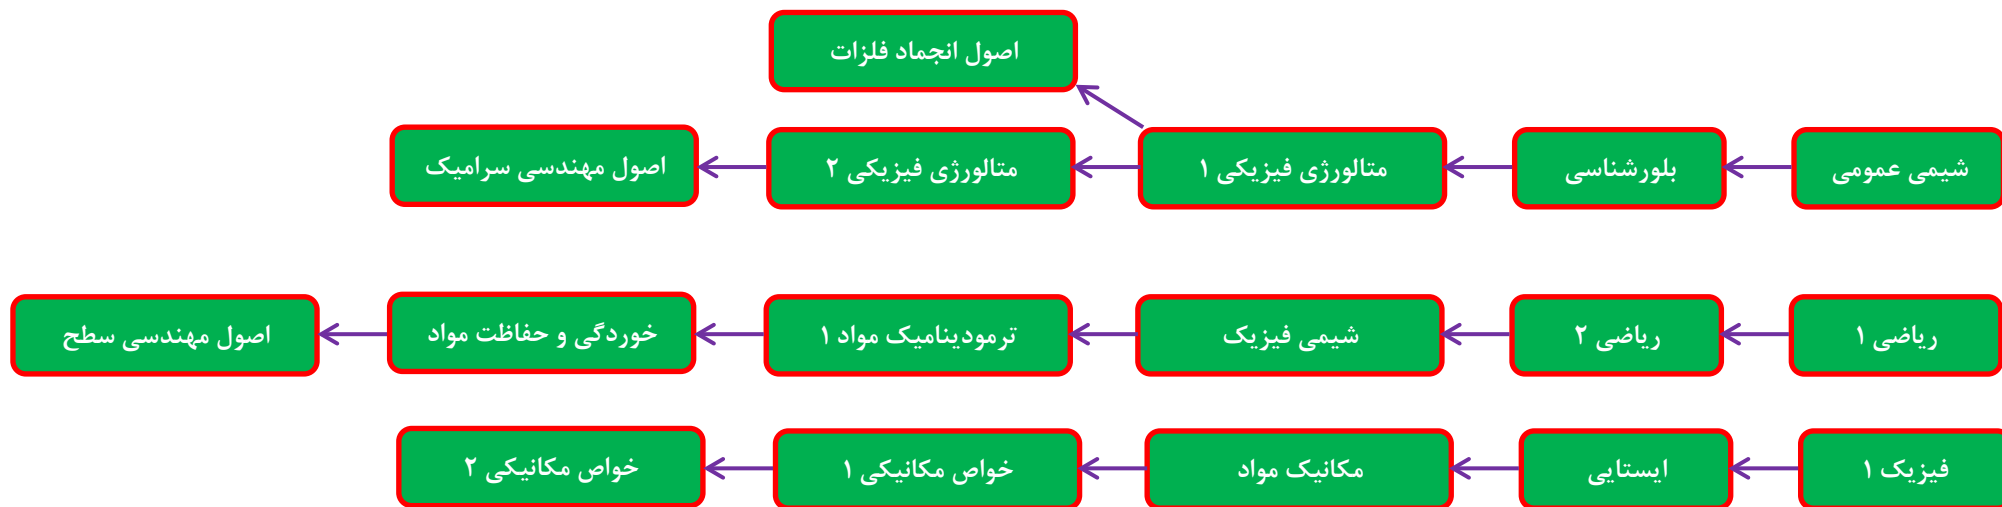 اصول انجماد فلزات
شیمی عمومی
بلورشناسی
متالورژی فیزیکی ۱
متالورژی فیزیکی ۲
اصول مهندسی سرامیک
ریاضی ۱
ریاضی ۲
شیمی فیزیک
ترمودینامیک مواد ۱
خوردگی و حفاظت مواد
اصول مهندسی سطح
فیزیک ۱
ایستایی
مکانیک مواد
خواص مکانیکی ۱
خواص مکانیکی ۲